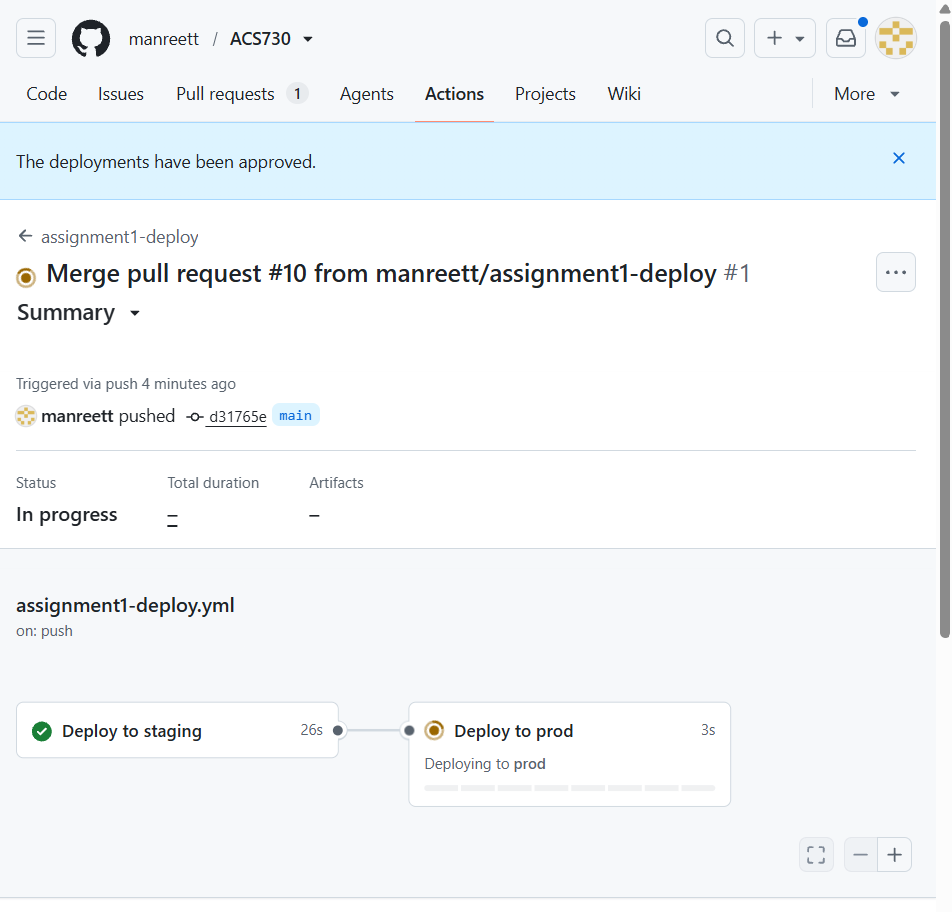 manreett / ACS730
Code Issues Pull requests 1 Agents Actions Projects Wiki More
The deployments have been approved.
assignment1-deploy
Merge pull request #10 from manreett/assignment1-deploy #1
Summary
Triggered via push 4 minutes ago
manreett pushed d31765e main
Status Total duration Artifacts
In progress – –
assignment1-deploy.yml
on: push
Deploy to staging 26s Deploy to prod 3s
Deploying to prod